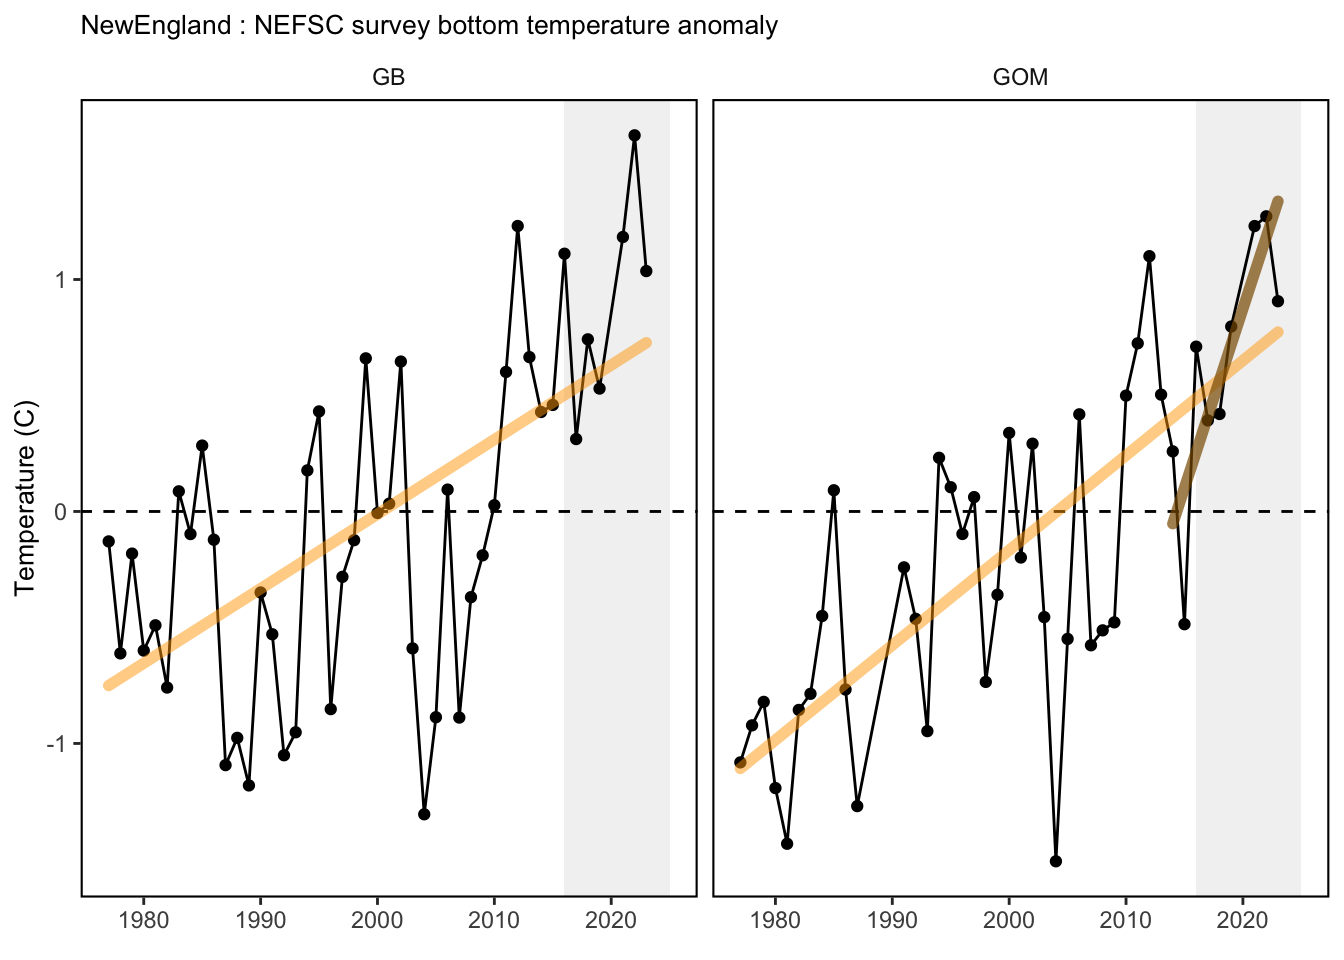 NewEngland : NEFSC survey bottom temperature anomaly
GB
GOM
Temperature (C)
1
0
-1
1980 1990 2000 2010 2020
1980 1990 2000 2010 2020